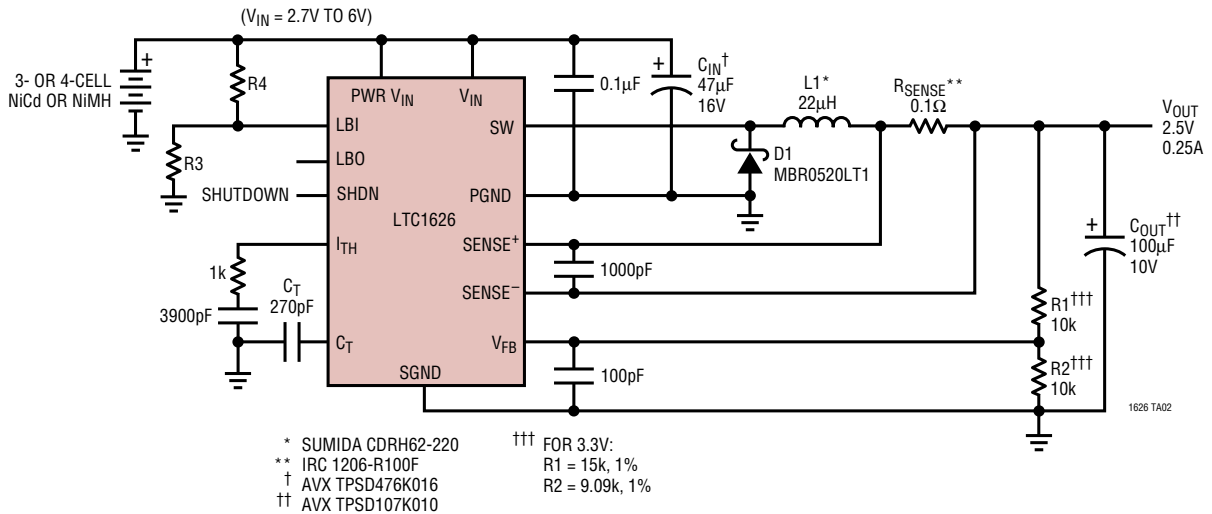 (VIN = 2.7V TO 6V)
3- OR 4-CELL
NiCd OR NiMH
+
R4
R3
PWR VIN
VIN
LBI
LBO
SHDN
SHUTDOWN
LTC1626
ITH
CT
SGND
SW
PGND
SENSE+
SENSE–
VFB
1k
3900pF
CT
270pF
0.1µF
+
CIN†
47µF
16V
L1*
22µH
RSENSE**
0.1Ω
D1
MBR0520LT1
1000pF
100pF
VOUT
2.5V
0.25A
+
COUT††
100µF
10V
R1†††
10k
R2†††
10k
1626 TA02
* SUMIDA CDRH62-220
** IRC 1206-R100F
† AVX TPSD476K016
†† AVX TPSD107K010
††† FOR 3.3V:
R1 = 15k, 1%
R2 = 9.09k, 1%